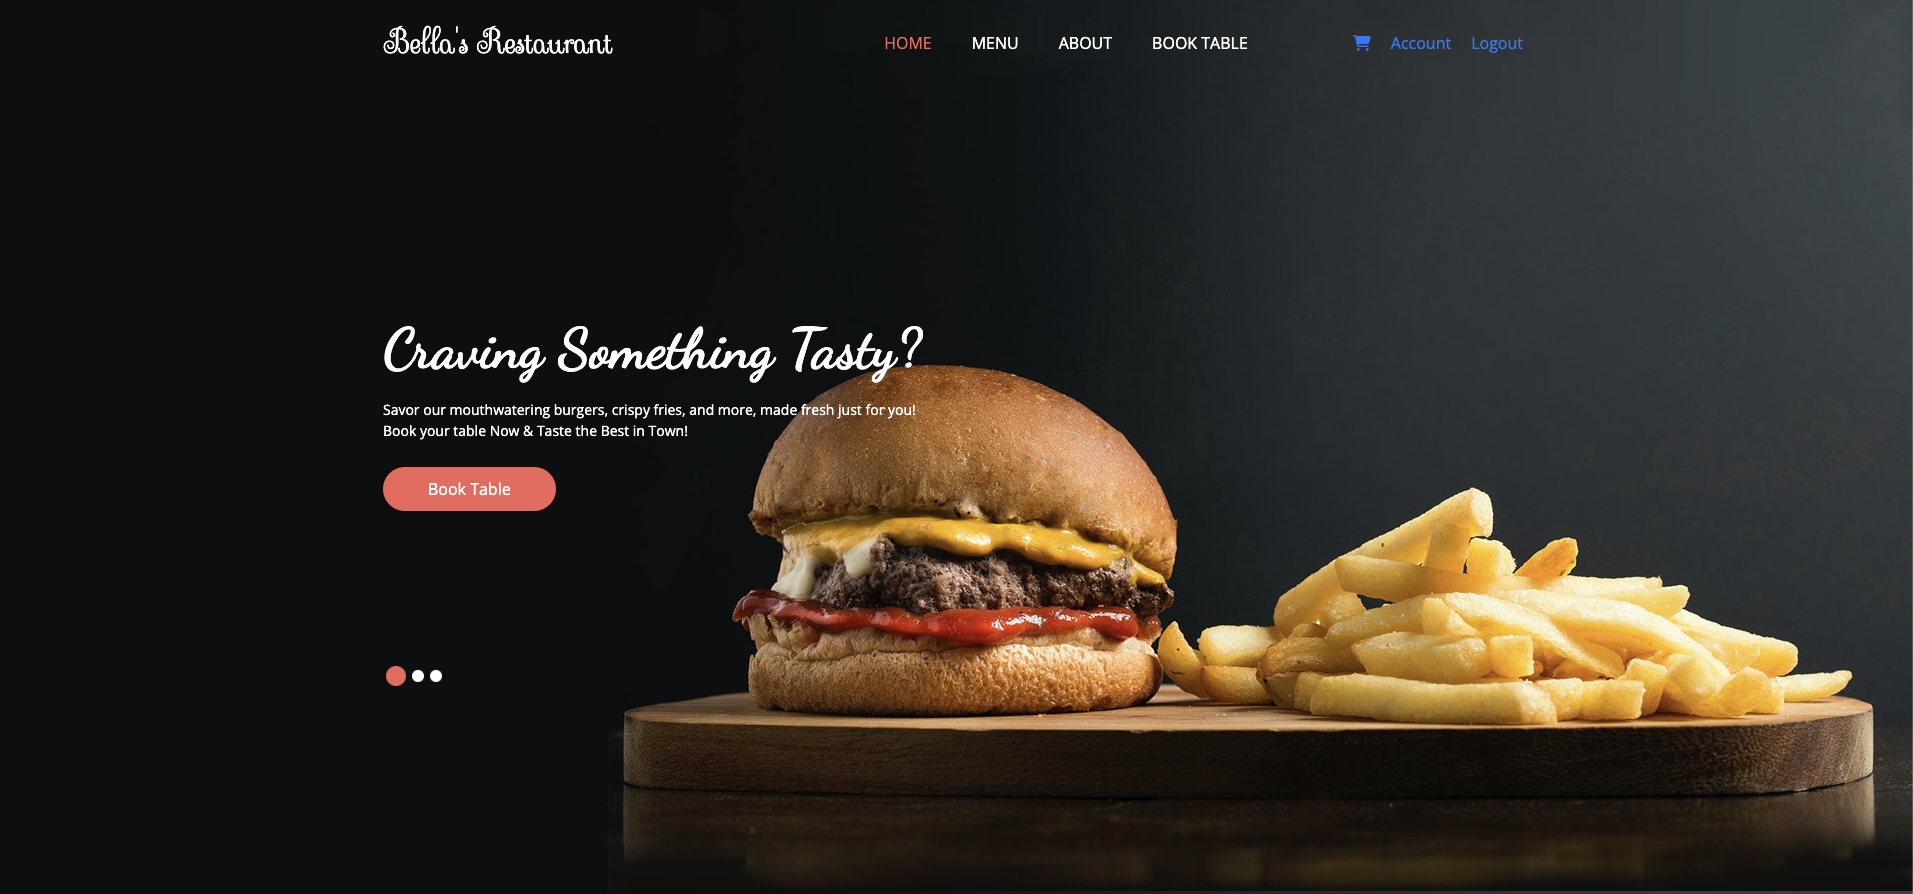 Bella's Restaurant
HOME MENU ABOUT BOOK TABLE Account Logout
Craving Something Tasty?
Savor our mouthwatering burgers, crispy fries, and more, made fresh just for you!
Book your table Now & Taste the Best in Town!
Book Table